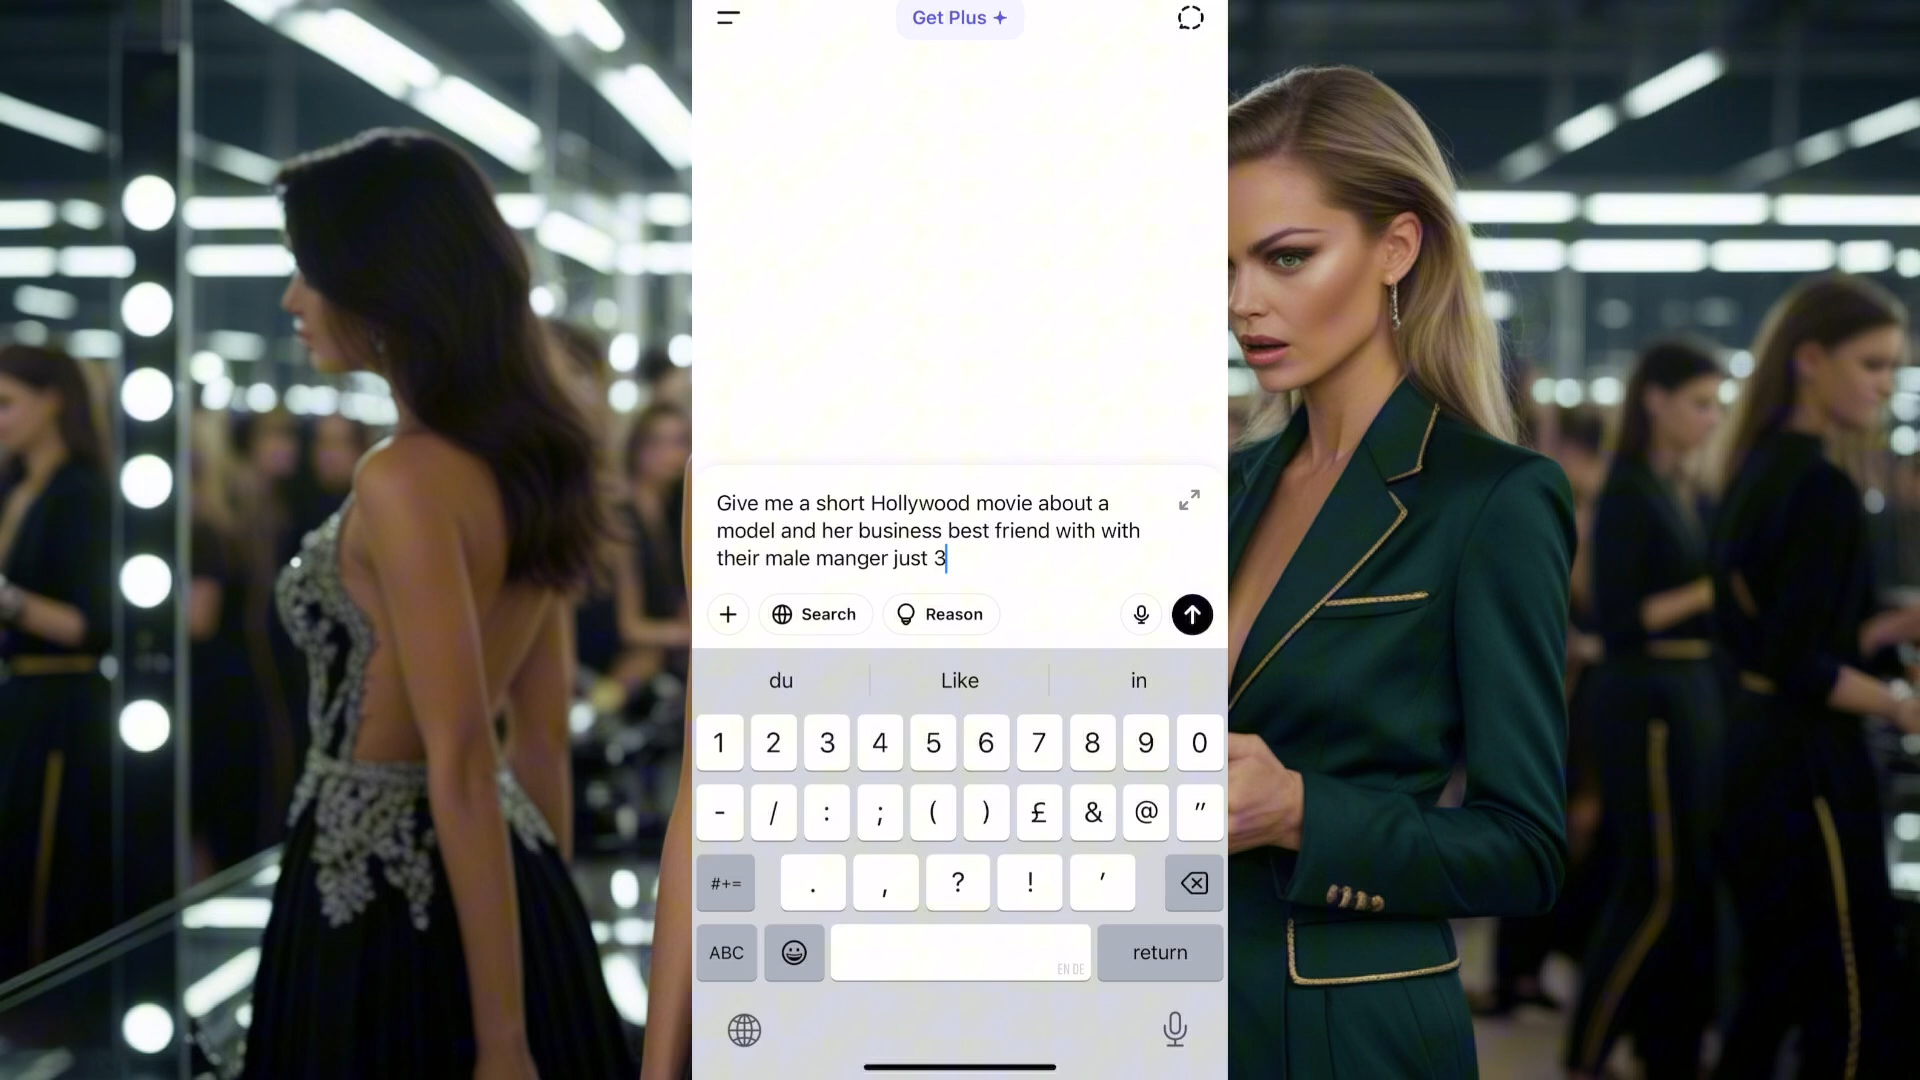 Get Plus
Give me a short Hollywood movie about a
model and her business best friend with with
their male manger just 3
Search
Reason
du Like in
1 2 3 4 5 6 7 8 9 0
- / : ; ( ) £ & @ "
#+= . , ? ! '
ABC
EN DE
return